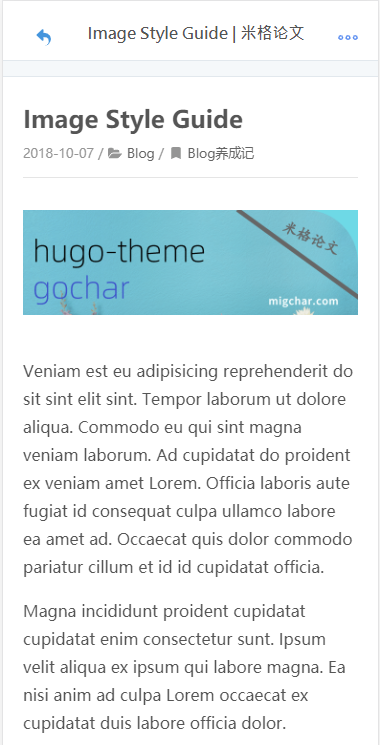 Image Style Guide | 米格论文
Image Style Guide
2018-10-07 / Blog / Blog养成记
米格论文
hugo-theme
gochar
migchar.com
Veniam est eu adipisicing reprehenderit do
sit sint elit sint. Tempor laborum ut dolore
aliqua. Commodo eu qui sint magna
veniam laborum. Ad cupidatat do proident
ex veniam amet Lorem. Officia laboris aute
fugiat id consequat culpa ullamco labore
ea amet ad. Occaecat quis dolor commodo
pariatur cillum et id id cupidatat officia.
Magna incididunt proident cupidatat
cupidatat enim consectetur sunt. Ipsum
velit aliqua ex ipsum qui labore magna. Ea
nisi anim ad culpa Lorem occaecat ex
cupidatat duis labore officia dolor.